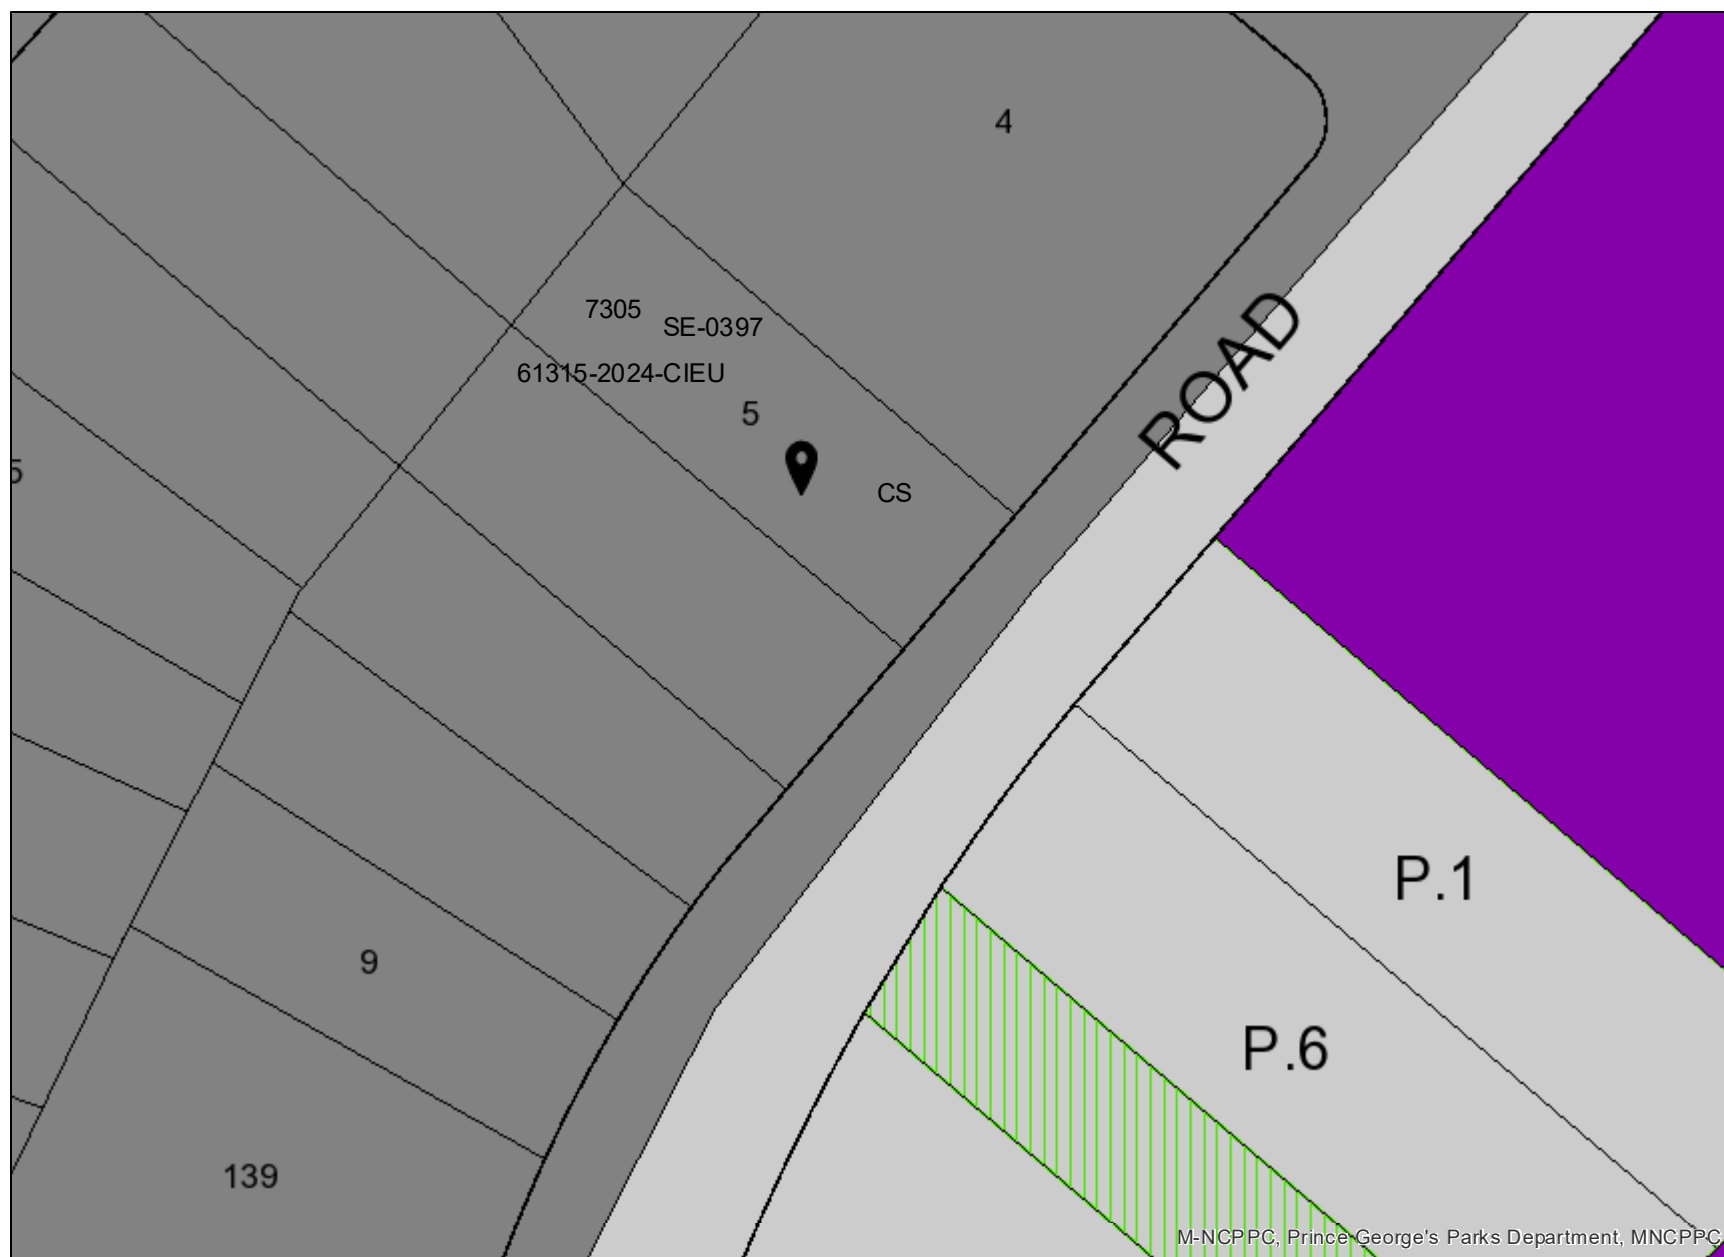 4
7305
SE-0397
61315-2024-CIEU
5
ROAD
5
CS
P.1
9
P.6
139
M-NCPPC, Prince George's Parks Department, MNCPPC